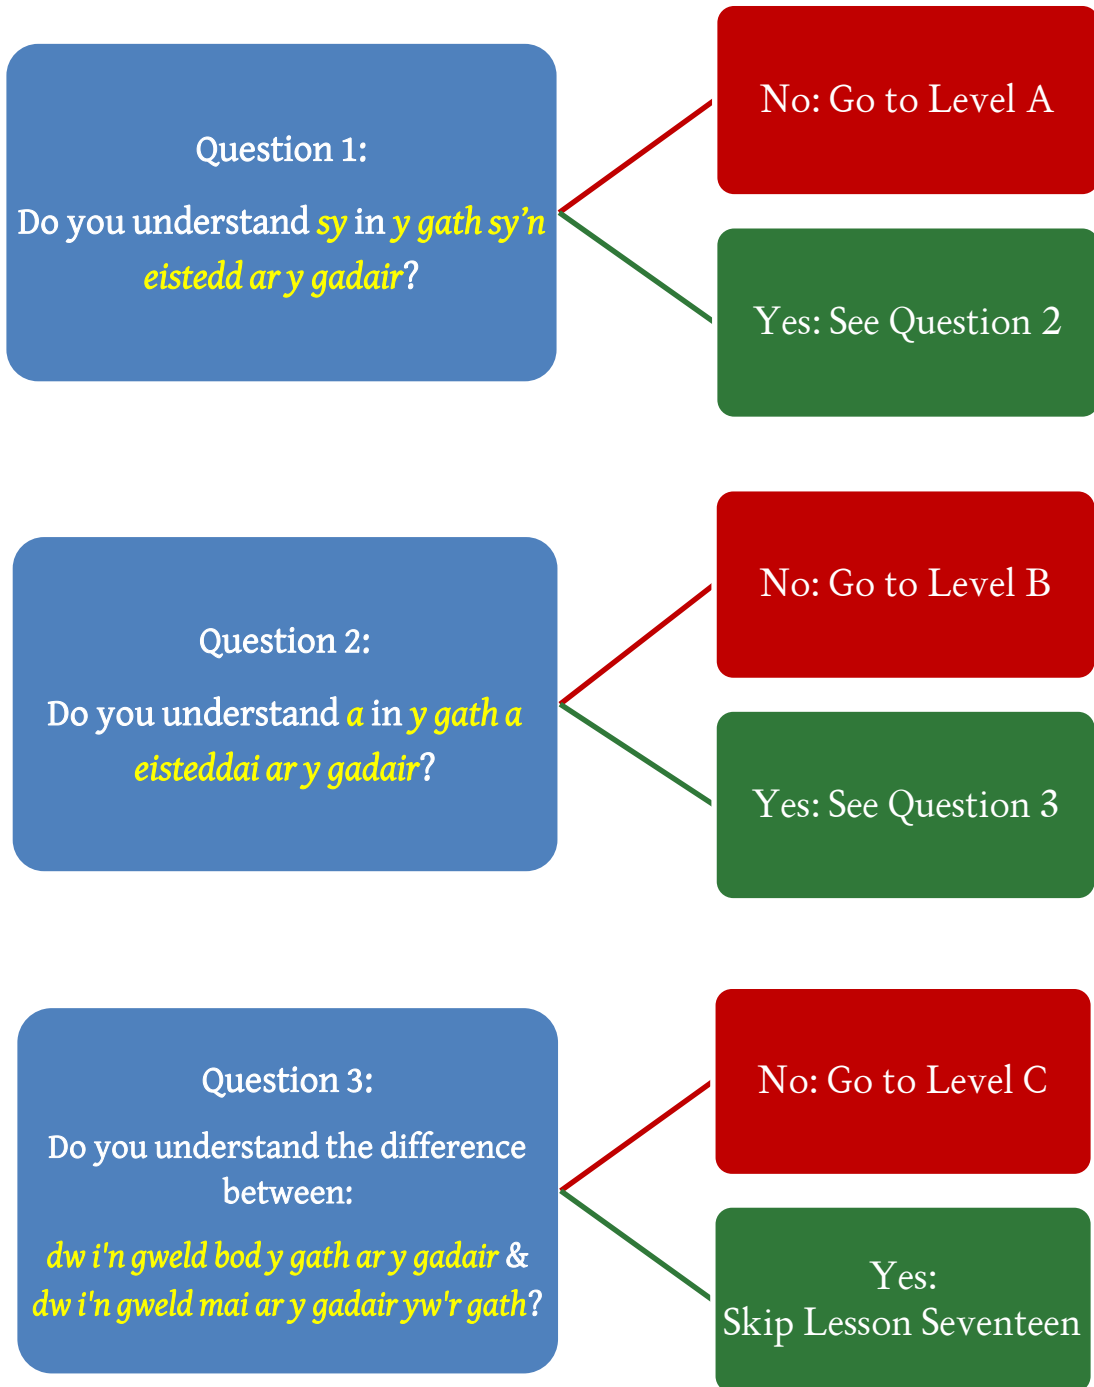 Question 1:
Do you understand sy in y gath sy’n
eistedd ar y gadair?
No: Go to Level A
Yes: See Question 2
Question 2:
Do you understand a in y gath a
eisteddai ar y gadair?
No: Go to Level B
Yes: See Question 3
Question 3:
Do you understand the difference
between:
dw i'n gweld bod y gath ar y gadair &
dw i'n gweld mai ar y gadair yw'r gath?
No: Go to Level C
Yes:
Skip Lesson Seventeen